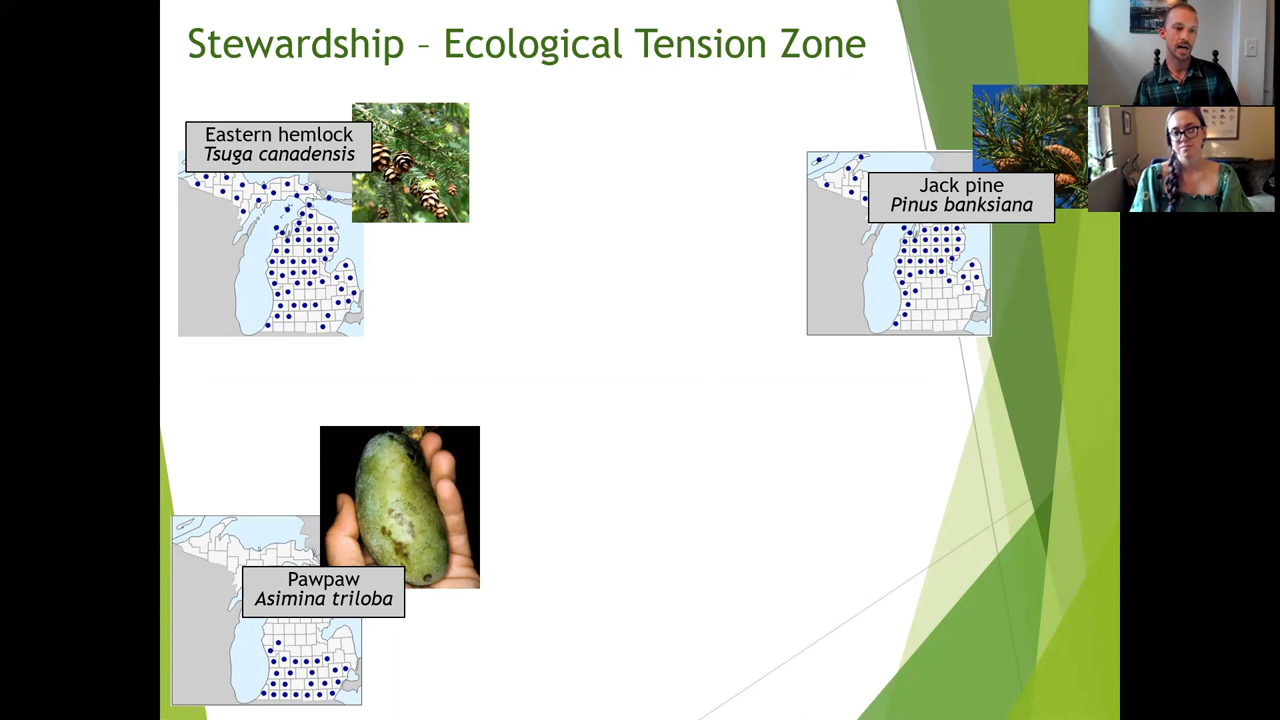 Stewardship – Ecological Tension Zone
Eastern hemlock
Tsuga canadensis
Jack pine
Pinus banksiana
Pawpaw
Asimina triloba